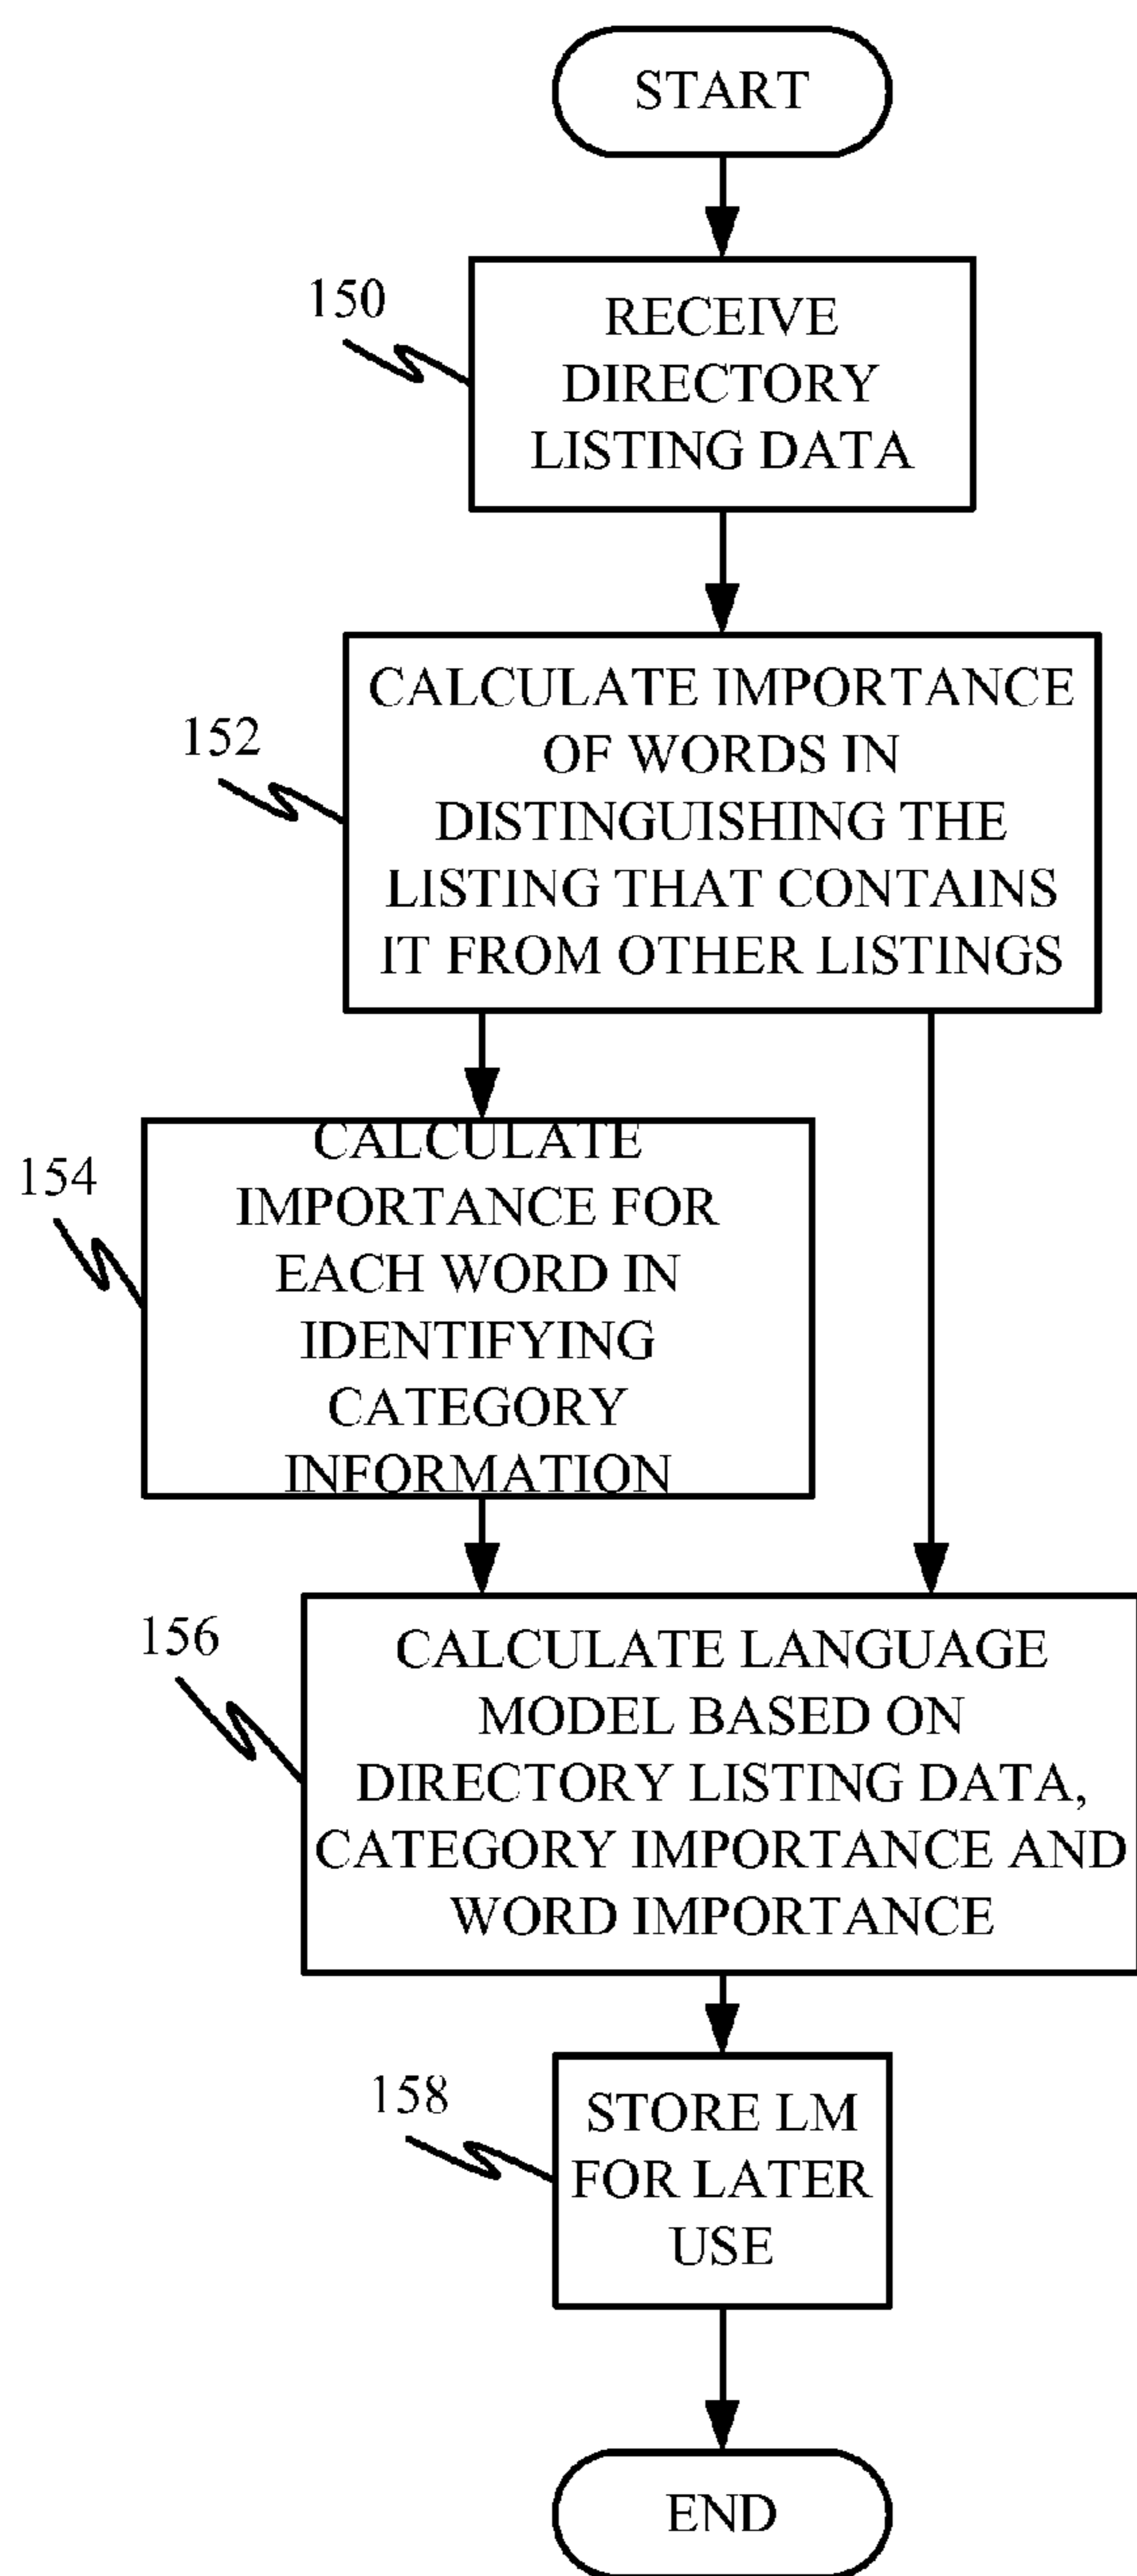 START
150
RECEIVE
DIRECTORY
LISTING DATA
152
CALCULATE IMPORTANCE
OF WORDS IN
DISTINGUISHING THE
LISTING THAT CONTAINS
IT FROM OTHER LISTINGS
154
CALCULATE
IMPORTANCE FOR
EACH WORD IN
IDENTIFYING
CATEGORY
INFORMATION
156
CALCULATE LANGUAGE
MODEL BASED ON
DIRECTORY LISTING DATA,
CATEGORY IMPORTANCE AND
WORD IMPORTANCE
158
STORE LM
FOR LATER
USE
END